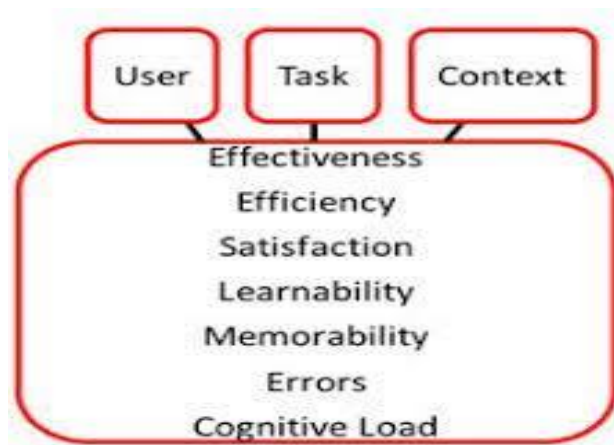 User Task Context
Effectiveness
Efficiency
Satisfaction
Learnability
Memorability
Errors
Cognitive Load